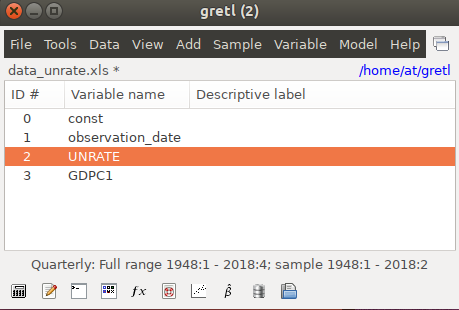 gretl (2)
File Tools Data View Add Sample Variable Model Help
data_unrate.xls * /home/at/gretl
ID # Variable name Descriptive label
0 const
1 observation_date
2 UNRATE
3 GDPC1
Quarterly: Full range 1948:1 - 2018:4; sample 1948:1 - 2018:2
fx β̂